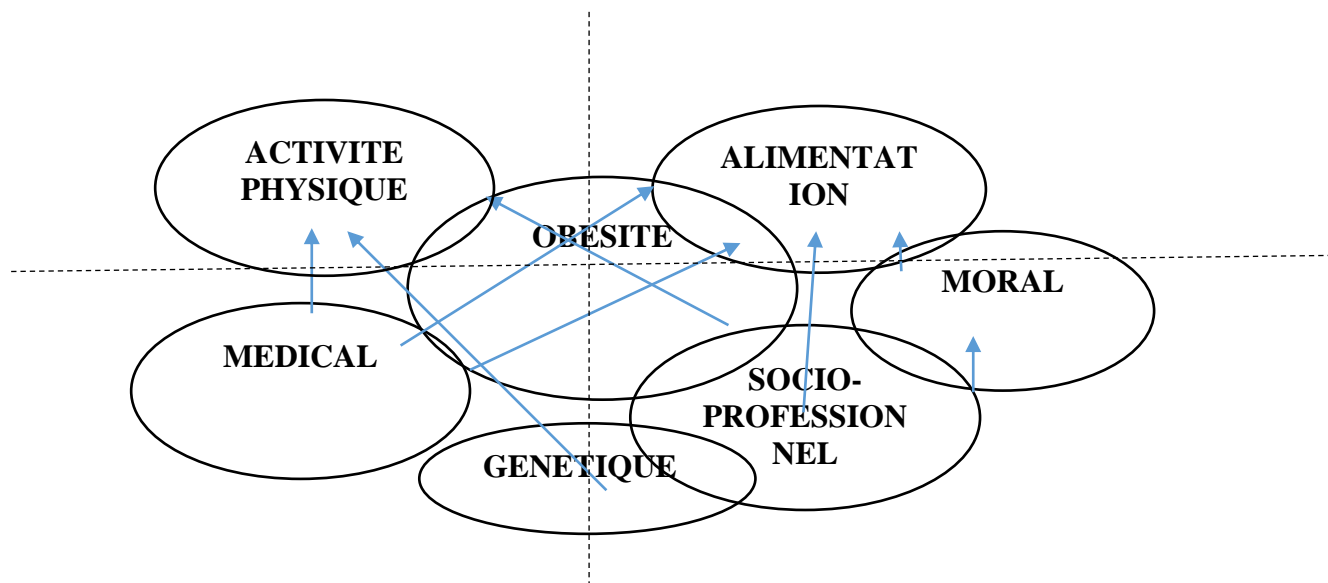 ACTIVITE
PHYSIQUE
ALIMENTAT
ION
OBESITE
MORAL
MEDICAL
SOCIO-
PROFESSION
NEL
GENETIQUE